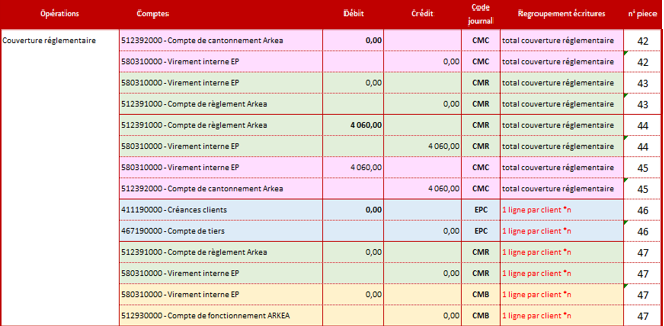 Opérations Comptes Débit Crédit Code journal Regroupement écritures n° piece
Couverture réglementaire 512392000 - Compte de cantonnement Arkea 0,00 CMC total couverture réglementaire 42
580310000 - Virement interne EP 0,00 CMC total couverture réglementaire 42
580310000 - Virement interne EP 0,00 CMR total couverture réglementaire 43
512391000 - Compte de règlement Arkea 0,00 CMR total couverture réglementaire 43
512391000 - Compte de règlement Arkea 4 060,00 CMR total couverture réglementaire 44
580310000 - Virement interne EP 4 060,00 CMR total couverture réglementaire 44
580310000 - Virement interne EP 4 060,00 CMC total couverture réglementaire 45
512392000 - Compte de cantonnement Arkea 4 060,00 CMC total couverture réglementaire 45
411190000 - Créances clients 0,00 EPC 1 ligne par client *n 46
467190000 - Compte de tiers 0,00 EPC 1 ligne par client *n 46
512391000 - Compte de règlement Arkea 0,00 CMR 1 ligne par client *n 47
580310000 - Virement interne EP 0,00 CMR 1 ligne par client *n 47
580310000 - Virement interne EP 0,00 CMB 1 ligne par client *n 47
512930000 - Compte de fonctionnement ARKEA 0,00 CMB 1 ligne par client *n 47